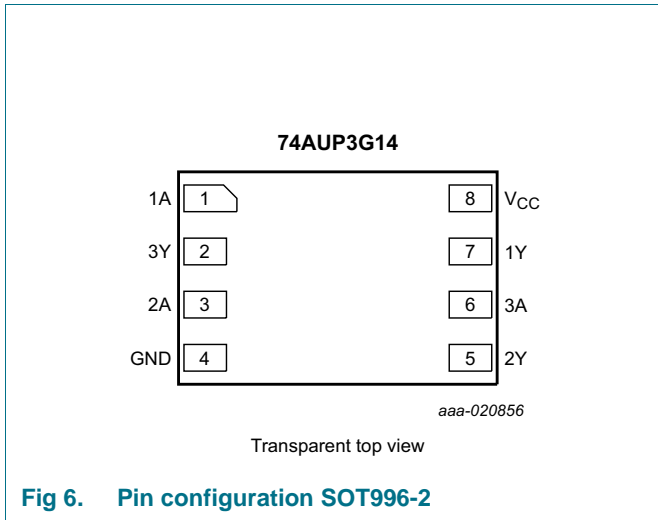 74AUP3G14
1A 1 8 VCC
3Y 2 7 1Y
2A 3 6 3A
GND 4 5 2Y
aaa-020856
Transparent top view
Fig 6. Pin configuration SOT996-2